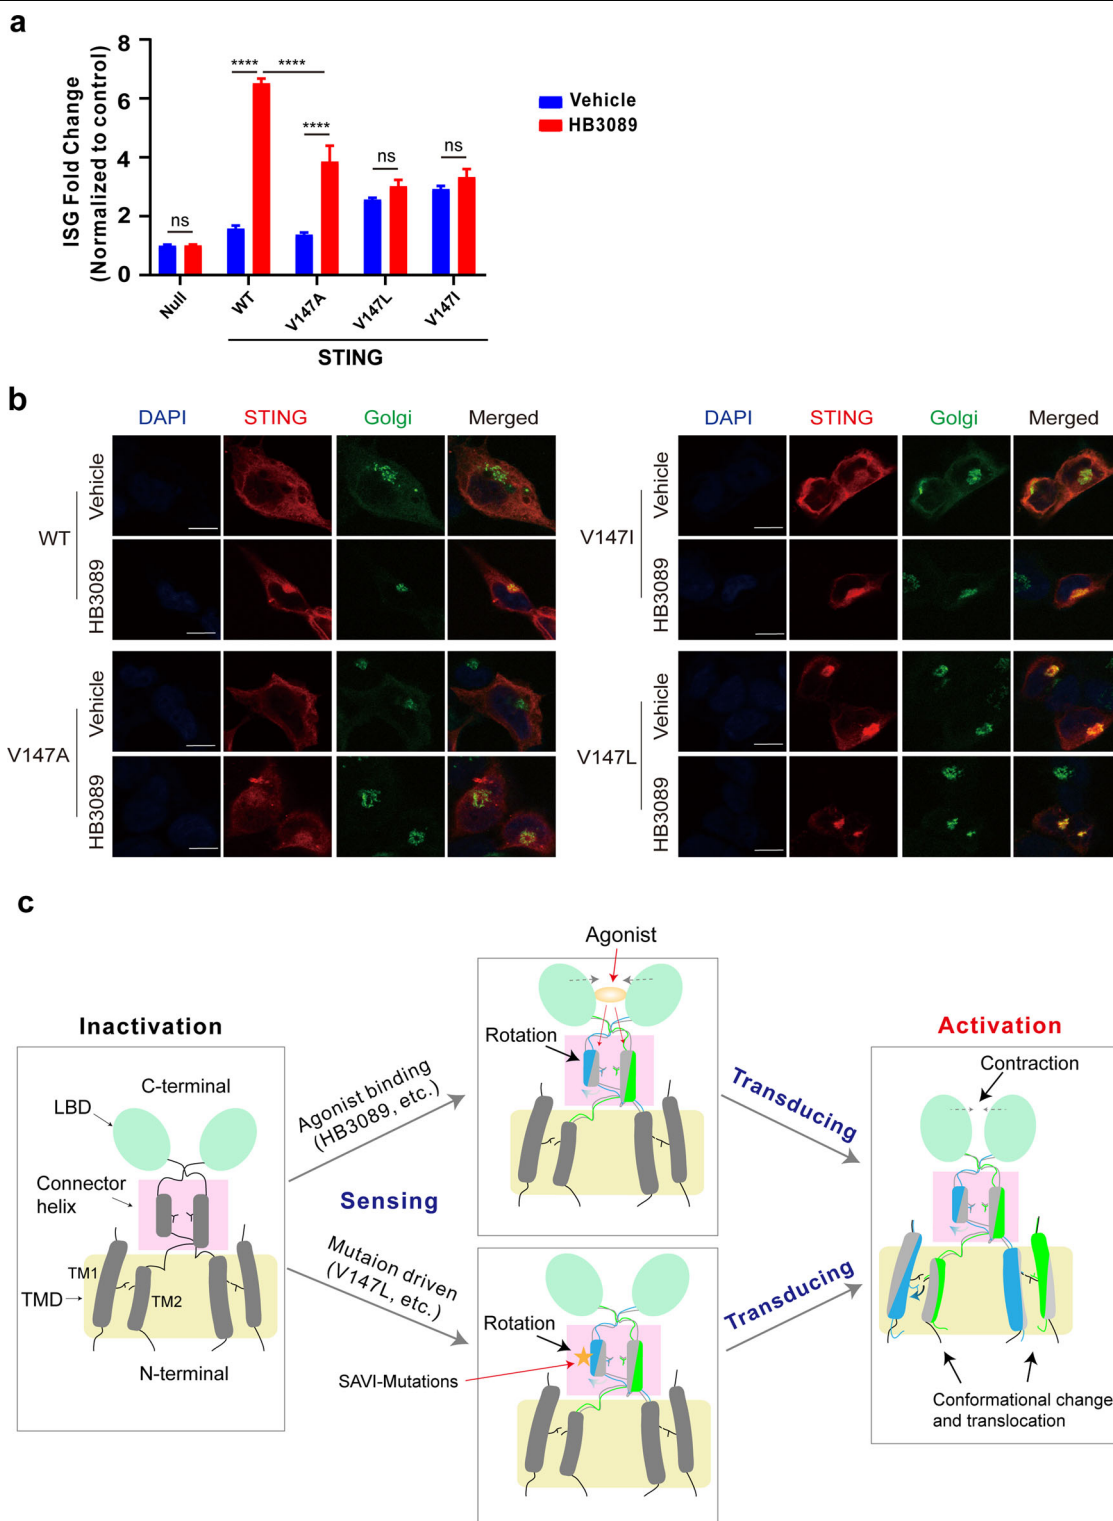 a
ISG Fold Change
(Normalized to control)
8
6
4
2
0
ns
****
****
****
ns
ns
Vehicle
HB3089
Null
WT
V147A
V147L
V147I
STING
b
DAPI
STING
Golgi
Merged
WT
Vehicle
HB3089
V147A
Vehicle
HB3089
DAPI
STING
Golgi
Merged
V147I
Vehicle
HB3089
V147L
Vehicle
HB3089
c
Inactivation
C-terminal
LBD
Connector
helix
TM1
TMD
TM2
N-terminal
Agonist binding
(HB3089, etc.)
Sensing
Mutaion driven
(V147L, etc.)
Agonist
Rotation
Rotation
SAVI-Mutations
Transducing
Transducing
Activation
Contraction
Conformational change
and translocation